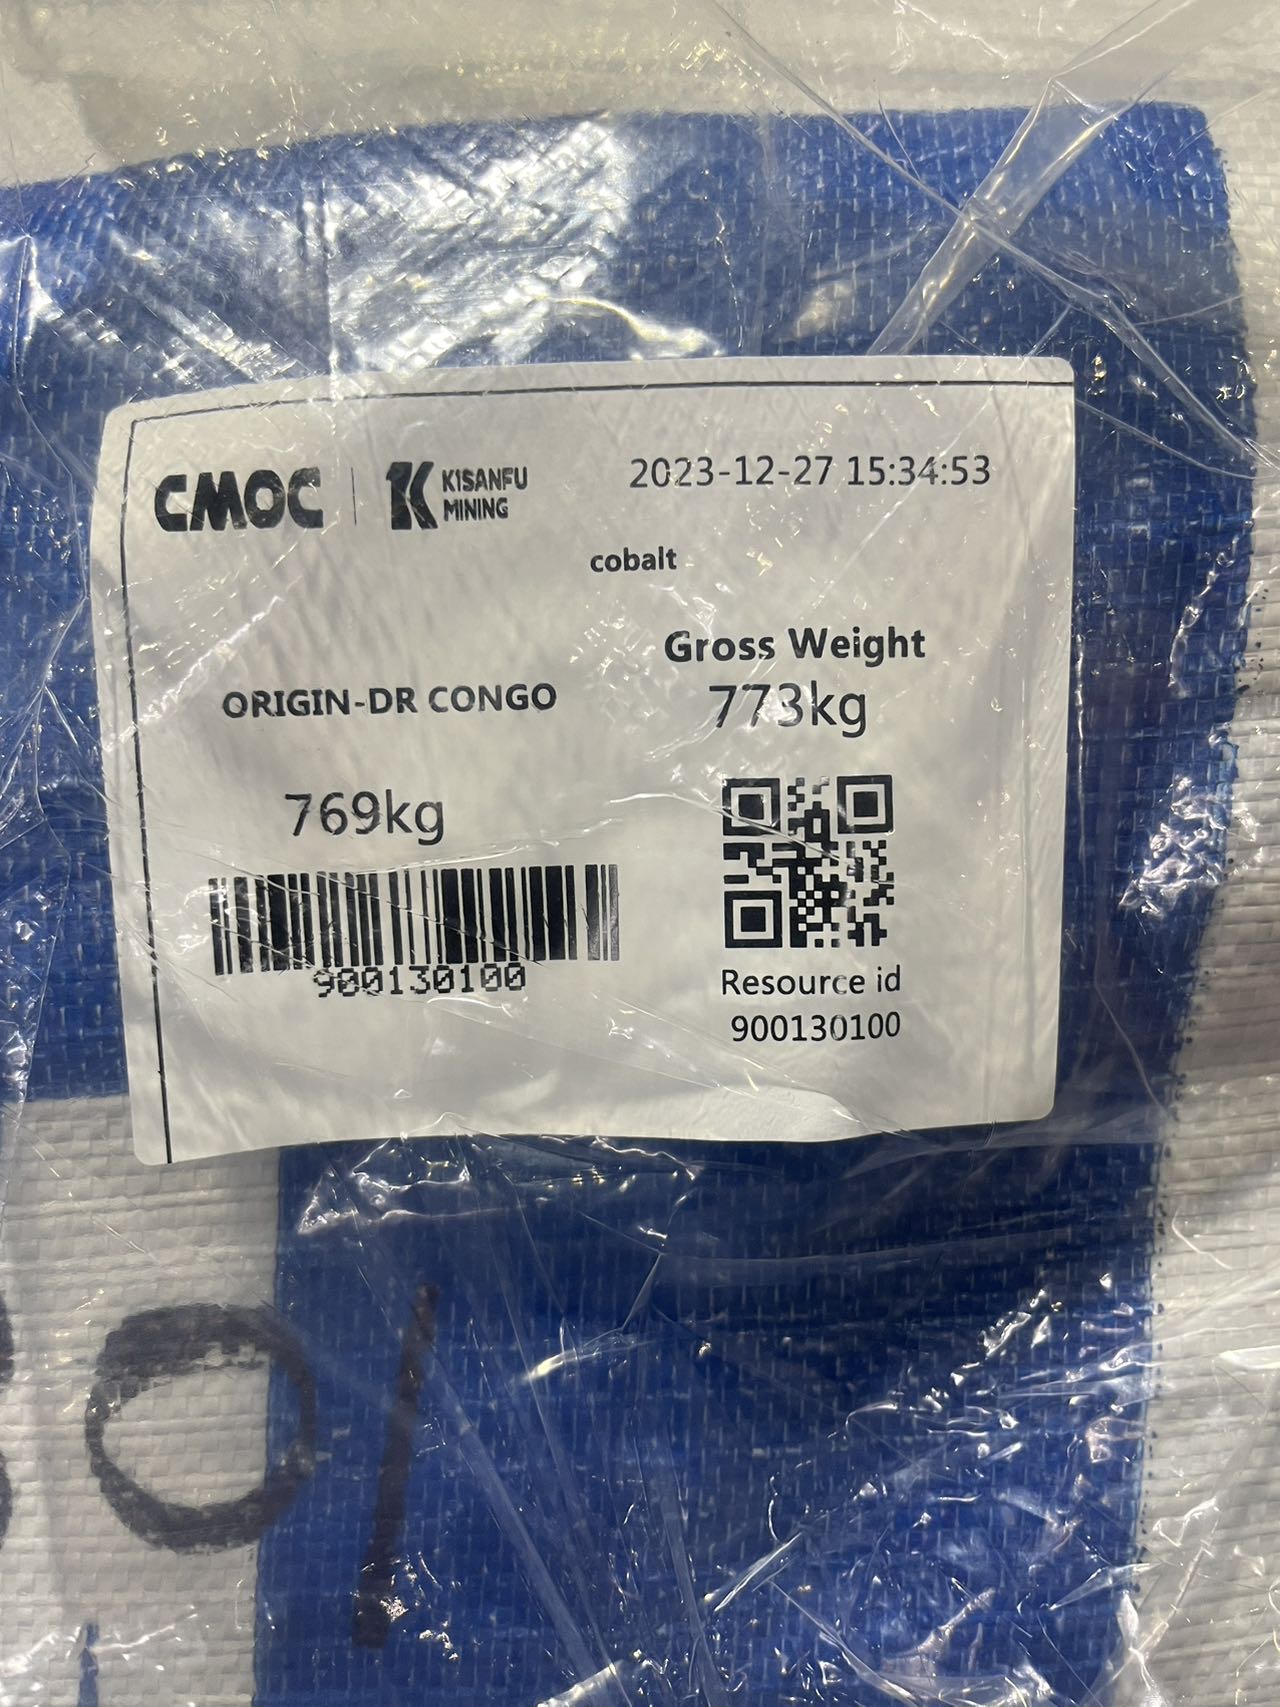 CMOC KISANFU MINING
2023-12-27 15:34:53
cobalt
Gross Weight
773kg
ORIGIN-DR CONGO
769kg
900130100
Resource id
900130100
01